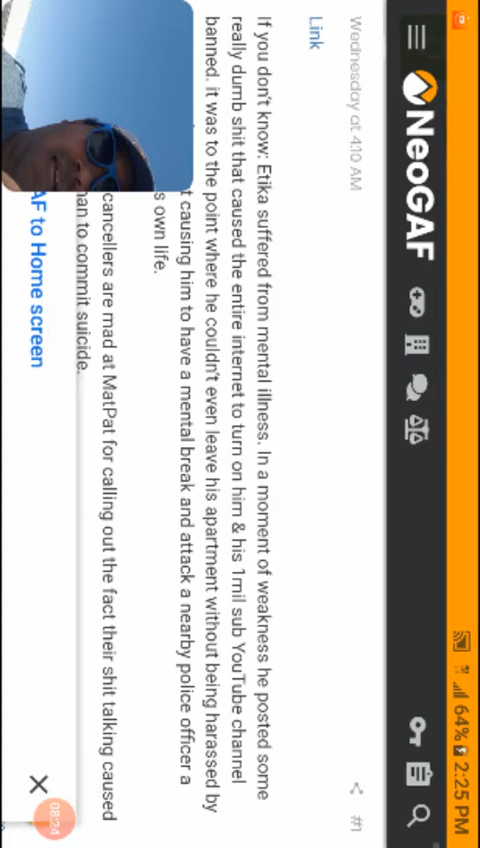 64% 2:25 PM
NeoGAF
Wednesday at 4:10 AM
#1
Link
If you don't know: Etika suffered from mental illness. In a moment of weakness he posted some
really dumb shit that caused the entire internet to turn on him & his 1mil sub YouTube channel
banned. it was to the point where he couldn't even leave his apartment without being harassed by
t causing him to have a mental break and attack a nearby police officer a
s own life.
cancellers are mad at MatPat for calling out the fact their shit talking caused
an to commit suicide.
AF to Home screen
08:24